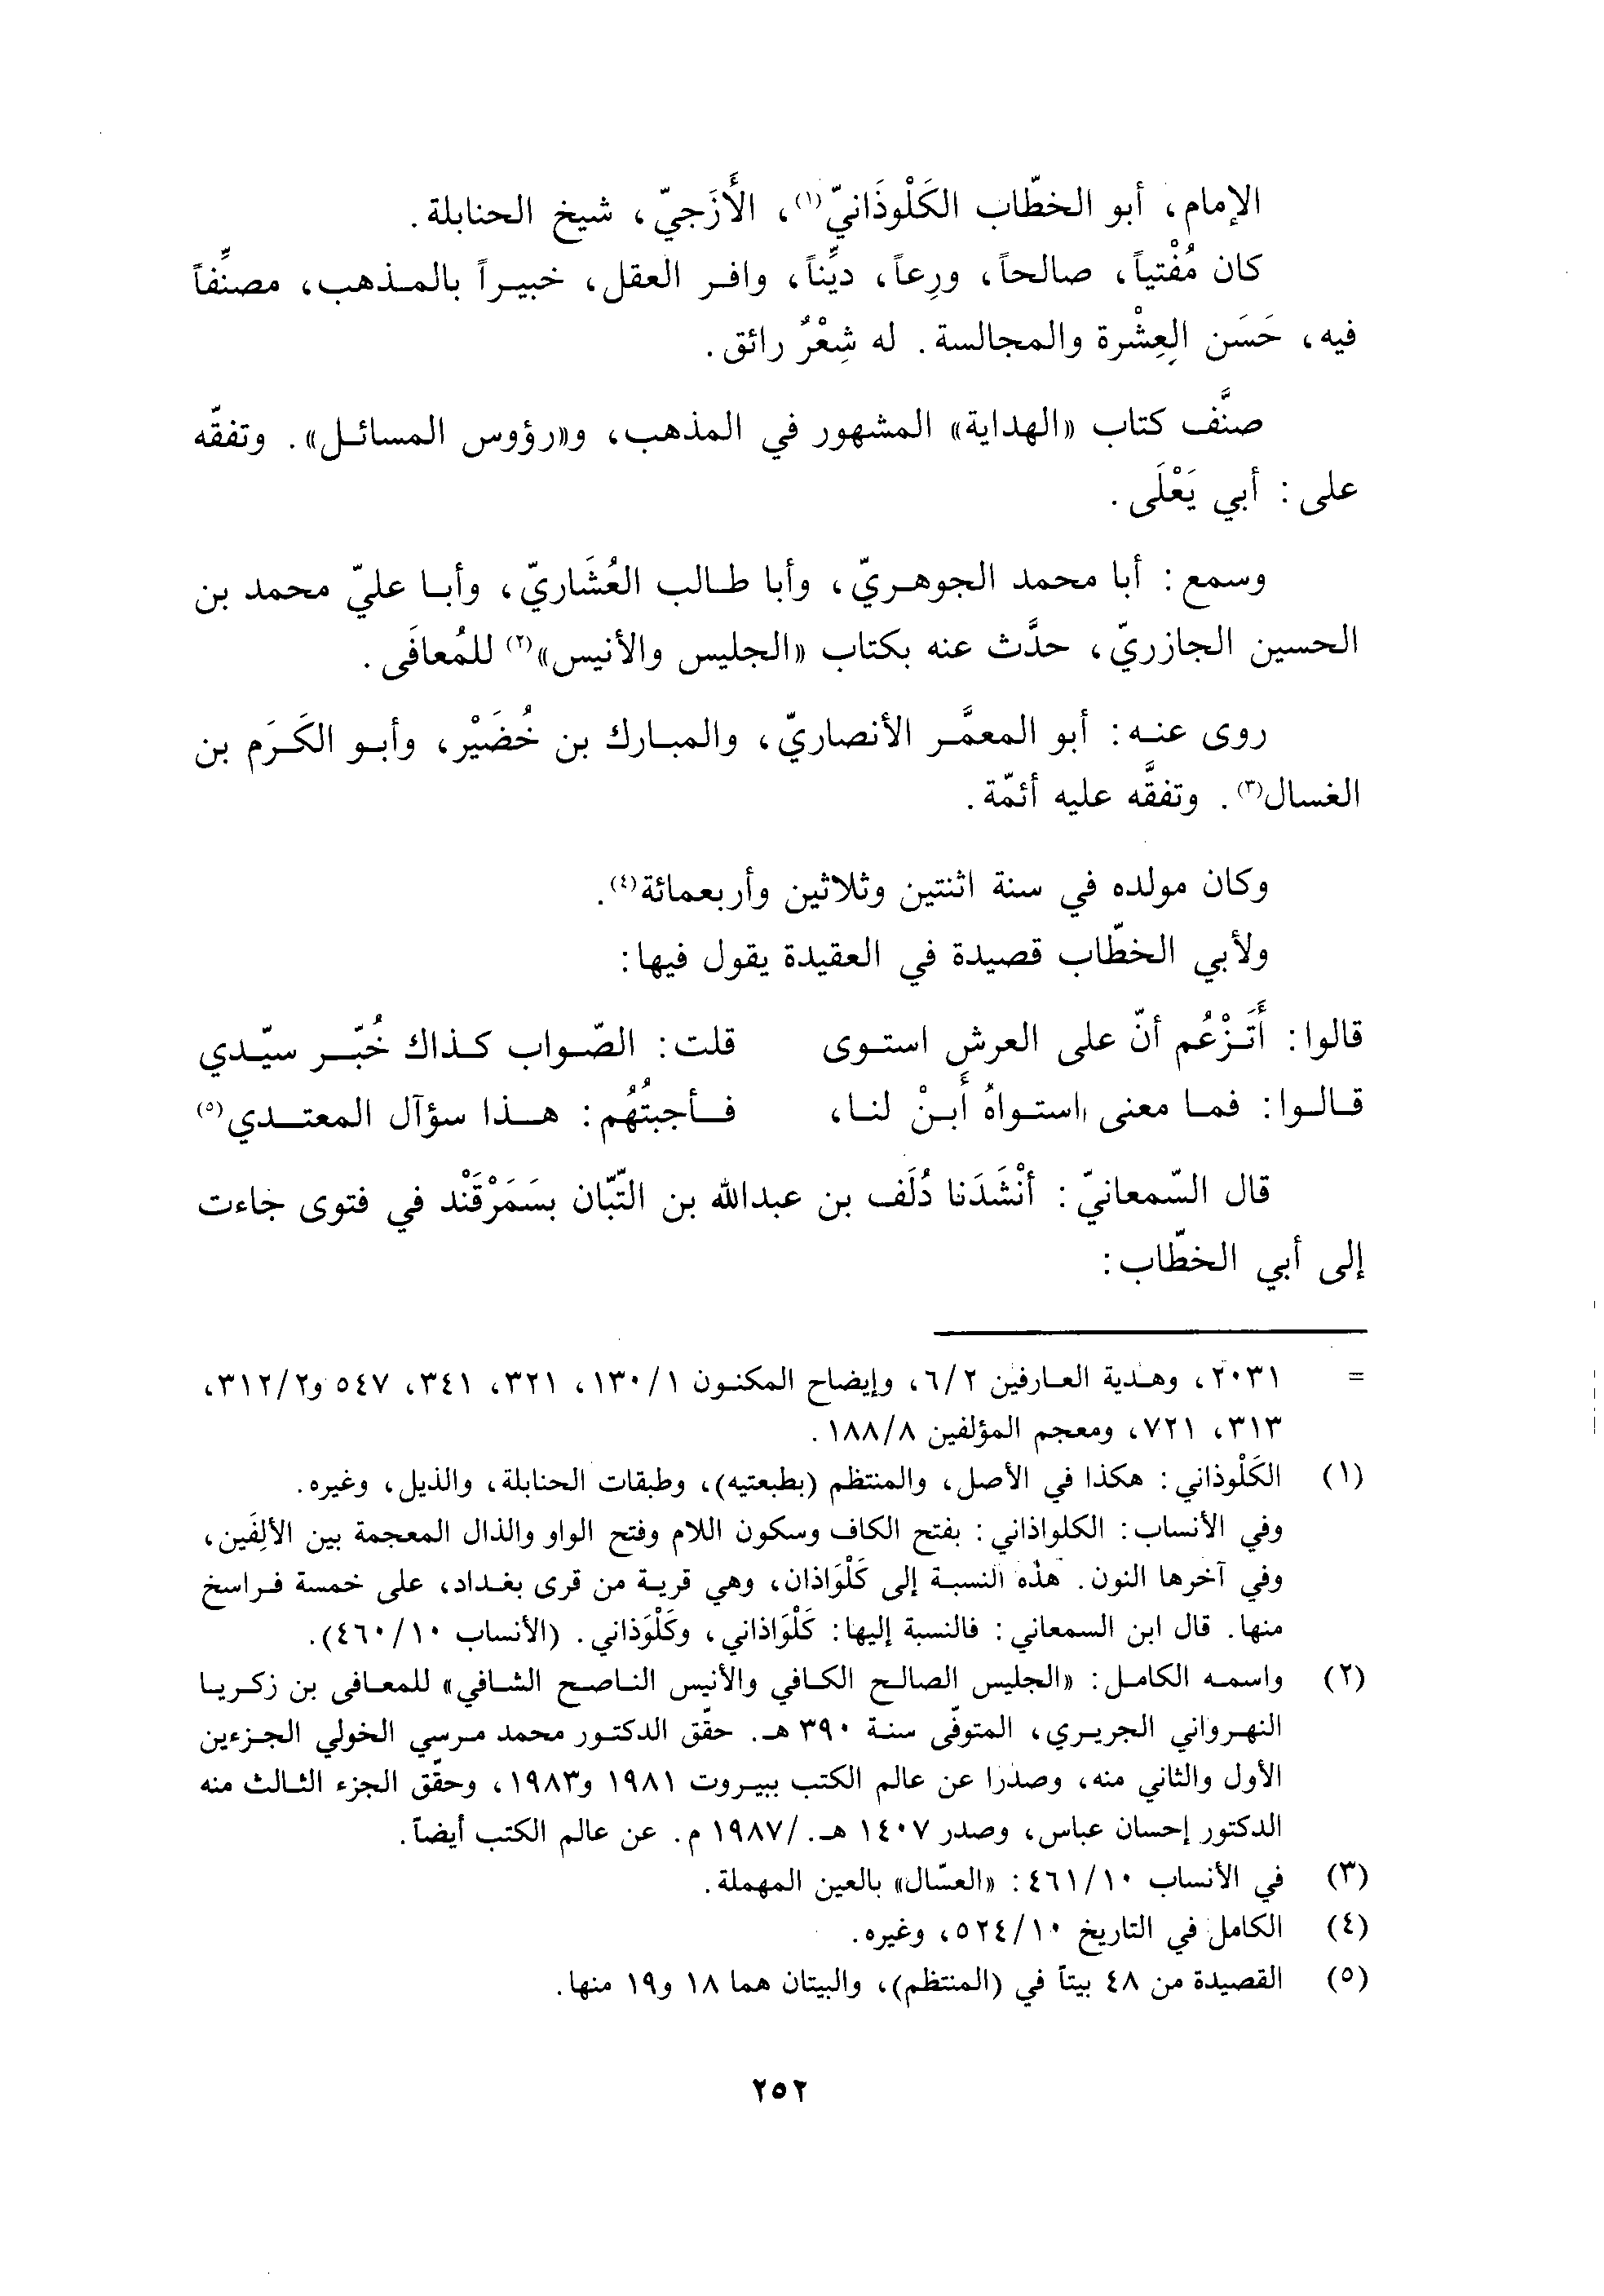 الإمام، أبو الخطّاب الكَلْوذَانيّ(١)، الأَزَجيّ، شيخ الحنابلة.
كان مُفْتياً، صالحاً، ورِعاً، ديِّناً، وافر العقل، خبيراً بالمذهب، مصنِّفاً
فيه، حَسَن العِشْرة والمجالسة. له شِعْرٌ رائق.
صنَّف كتاب «الهداية» المشهور في المذهب، و«رؤوس المسائل». وتفقّه
على: أبي يَعْلَى.
وسمع: أبا محمد الجوهريّ، وأبا طالب العُشَاريّ، وأبا عليّ محمد بن
الحسين الجازريّ، حدَّث عنه بكتاب «الجليس والأنيس»(٢) للمُعافَى.
روى عنه: أبو المعمَّر الأنصاريّ، والمبارك بن خُضَيْر، وأبو الكَرَم بن
الغسال(٣). وتفقَّه عليه أئمّة.
وكان مولده في سنة اثنتين وثلاثين وأربعمائة(٤).
ولأبي الخطّاب قصيدة في العقيدة يقول فيها:
قالوا: أَتَزْعُم أنّ على العرش استوى قلت: الصّواب كذاك خُبّر سيّدي
قالوا: فما معنى استواهُ أَبنْ لنا، فأجبتُهُم: هذا سؤآل المعتدي(٥)
قال السّمعانيّ: أنْشَدَنا دُلَف بن عبدالله بن التّبّان بسَمَرْقَنْد في فتوى جاءت
إلى أبي الخطّاب:
= ٢٠٣١، وهدية العارفين ٦/٢، وإيضاح المكنون ١٣٠/١، ٣٢١، ٣٤١، ٥٤٧ و٣١٢/٢،
٣١٣، ٧٢١، ومعجم المؤلفين ١٨٨/٨.
(١) الكَلْوذاني: هكذا في الأصل، والمنتظم (بطبعتيه)، وطبقات الحنابلة، والذيل، وغيره.
وفي الأنساب: الكلواذاني: بفتح الكاف وسكون اللام وفتح الواو والذال المعجمة بين الألِفَين،
وفي آخرها النون. هذه النسبة إلى كَلْوَاذان، وهي قرية من قرى بغداد، على خمسة فراسخ
منها. قال ابن السمعاني: فالنسبة إليها: كَلْوَاذاني، وكَلْوَذاني. (الأنساب ٤٦٠/١٠).
(٢) واسمه الكامل: «الجليس الصالح الكافي والأنيس الناصح الشافي» للمعافى بن زكريا
النهرواني الجريري، المتوفّى سنة ٣٩٠ هـ. حقّق الدكتور محمد مرسي الخولي الجزءين
الأول والثاني منه، وصدرا عن عالم الكتب ببيروت ١٩٨١ و١٩٨٣، وحقّق الجزء الثالث منه
الدكتور إحسان عباس، وصدر ١٤٠٧ هـ. /١٩٨٧ م. عن عالم الكتب أيضاً.
(٣) في الأنساب ٤٦١/١٠: «العسّال» بالعين المهملة.
(٤) الكامل في التاريخ ٥٢٤/١٠، وغيره.
(٥) القصيدة من ٤٨ بيتاً في (المنتظم)، والبيتان هما ١٨ و١٩ منها.
٢٥٢